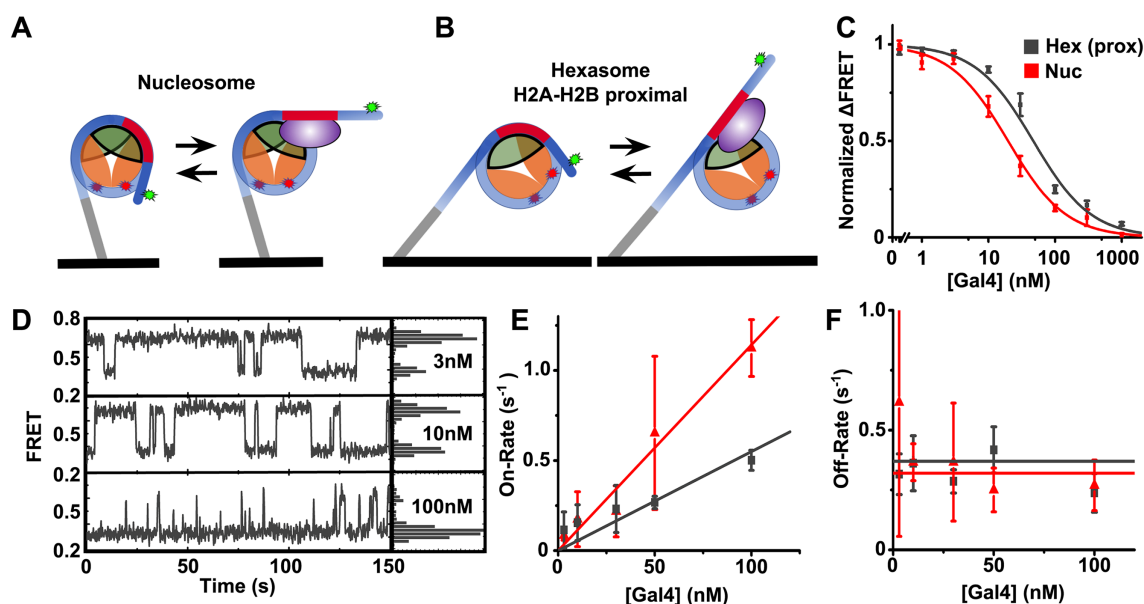 A
Nucleosome
B
Hexasome
H2A-H2B proximal
C
Normalized ΔFRET
1
0.5
0
Hex (prox)
Nuc
0 1 10 100 1000
[Gal4] (nM)
D
FRET
0.8
0.5
0.2
3nM
0.5
0.2
10nM
0.5
0.2
100nM
0 50 100 150
Time (s)
E
On-Rate (s⁻¹)
1.0
0.5
0
0 50 100
[Gal4] (nM)
F
Off-Rate (s⁻¹)
1.0
0.5
0
0 50 100
[Gal4] (nM)